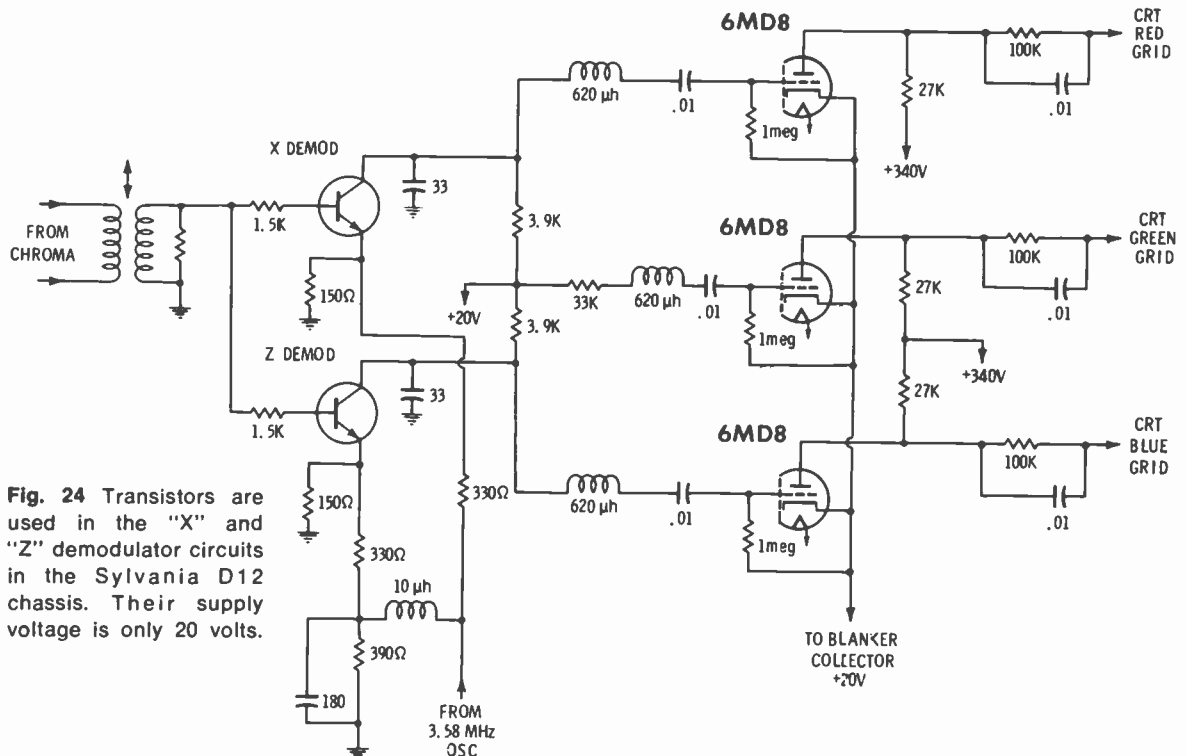 6MD8
CRT
RED
GRID
100K
620 µh
.01
27K
.01
1meg
X DEMOD
+340V
33
FROM
CHROMA
1.5K
3.9K
6MD8
CRT
GREEN
GRID
100K
150Ω
33K
620 µh
.01
27K
.01
+20V
3.9K
1meg
Z DEMOD
+340V
33
27K
1.5K
6MD8
CRT
BLUE
GRID
100K
150Ω
330Ω
620 µh
.01
.01
1meg
330Ω
10 µh
390Ω
180
FROM
3.58 MHz
OSC
TO BLANKER
COLLECTOR
+20V
Fig. 24 Transistors are
used in the "X" and
"Z" demodulator circuits
in the Sylvania D12
chassis. Their supply
voltage is only 20 volts.